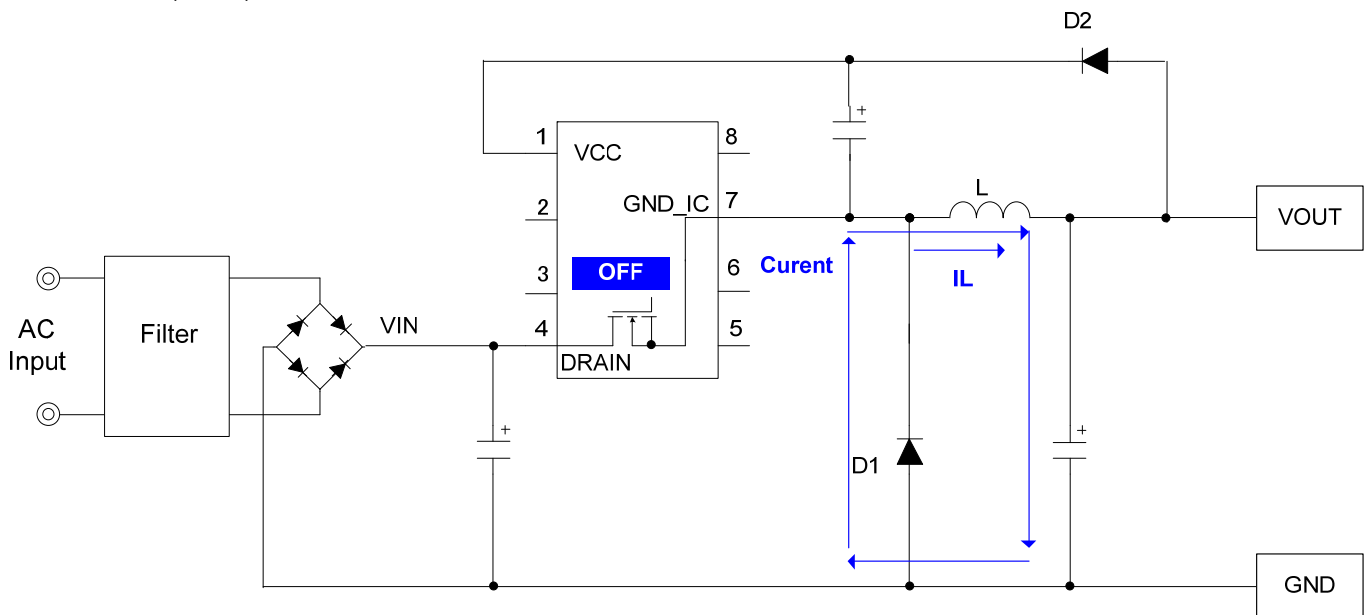 D2
1
VCC
8
2
GND_IC
7
L
VOUT
3
OFF
6
Curent
IL
AC
Input
Filter
VIN
4
DRAIN
5
+
+
+
D1
GND